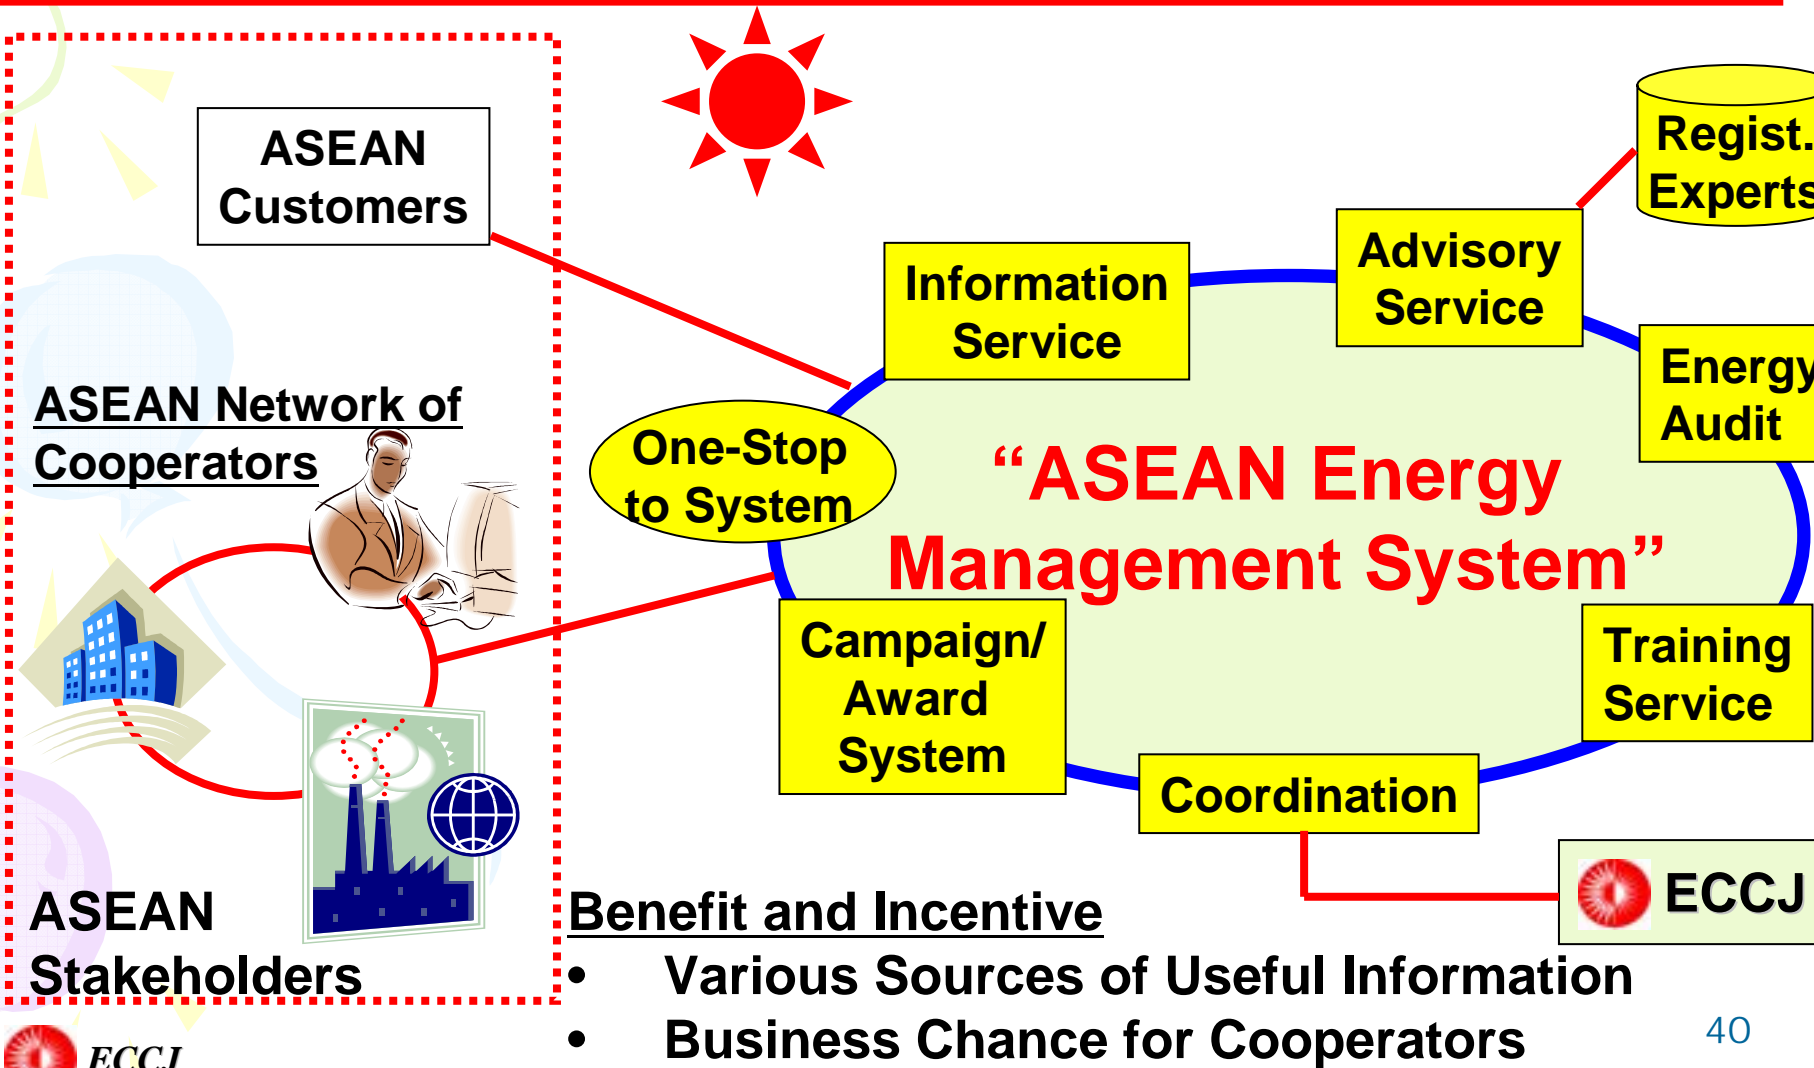 ASEAN
Customers
Regist.
Experts
Information
Service
Advisory
Service
Energy
Audit
ASEAN Network of
Cooperators
One-Stop
to System
“ASEAN Energy
Management System”
Campaign/
Award
System
Training
Service
Coordination
ECCJ
ASEAN
Stakeholders
Benefit and Incentive
• Various Sources of Useful Information
• Business Chance for Cooperators
40
ECCJ